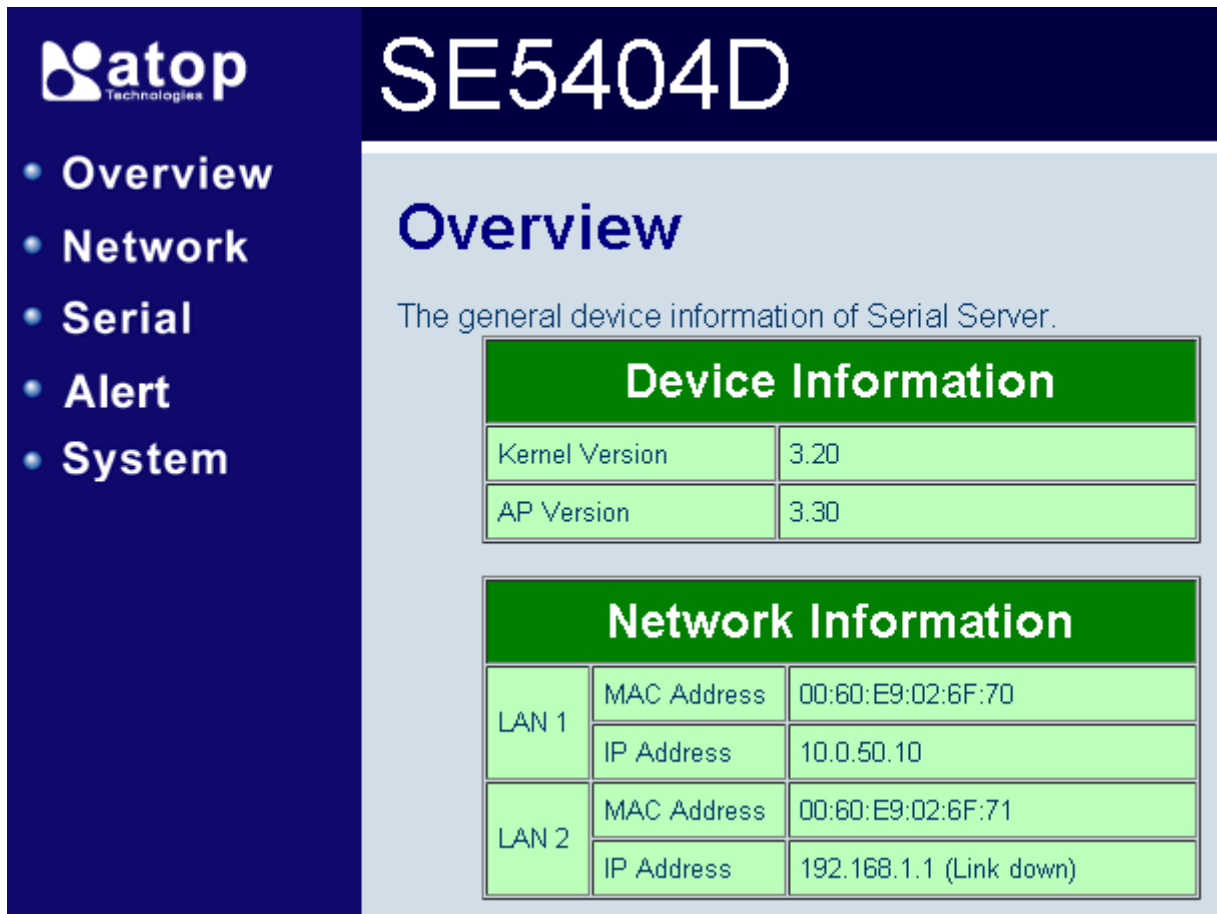 atop
Technologies
SE5404D
Overview
Network
Serial
Alert
System
Overview
The general device information of Serial Server.
Device Information
Kernel Version 3.20
AP Version 3.30
Network Information
LAN 1
MAC Address 00:60:E9:02:6F:70
IP Address 10.0.50.10
LAN 2
MAC Address 00:60:E9:02:6F:71
IP Address 192.168.1.1 (Link down)